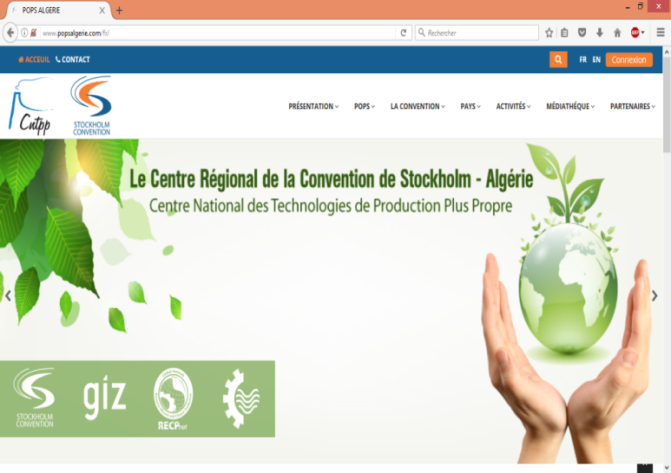 POPS ALGERIE
www.popsalgerie.com/fr/
Rechercher
ACCEUIL CONTACT
FR EN Connexion
Cntpp
STOCKHOLM
CONVENTION
PRÉSENTATION POPS LA CONVENTION PAYS ACTIVITÉS MÉDIATHÉQUE PARTENAIRES
Le Centre Régional de la Convention de Stockholm - Algérie
Centre National des Technologies de Production Plus Propre
STOCKHOLM
CONVENTION
giz
RECPnet